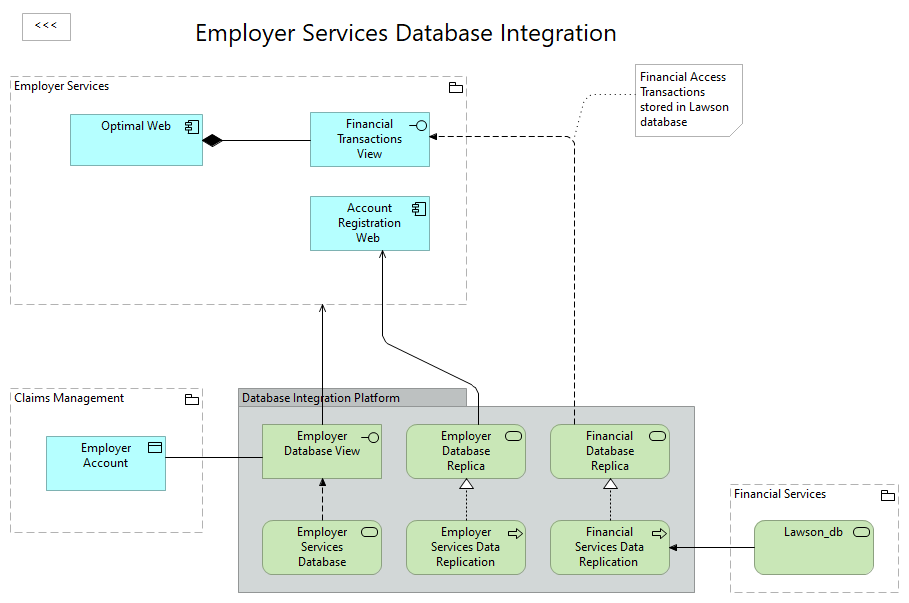 <<<
Employer Services Database Integration
Financial Access
Transactions
stored in Lawson
database
Employer Services
Optimal Web
Financial
Transactions
View
Account
Registration
Web
Claims Management
Employer
Account
Database Integration Platform
Employer
Database View
Employer
Database
Replica
Financial
Database
Replica
Employer
Services
Database
Employer
Services Data
Replication
Financial
Services Data
Replication
Financial Services
Lawson_db